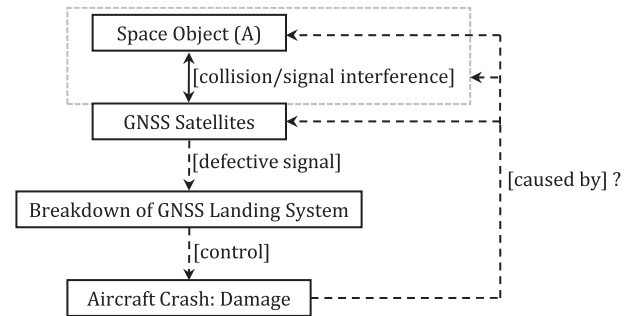 Space Object (A)
[collision/signal interference]
GNSS Satellites
[defective signal]
[caused by] ?
Breakdown of GNSS Landing System
[control]
Aircraft Crash: Damage